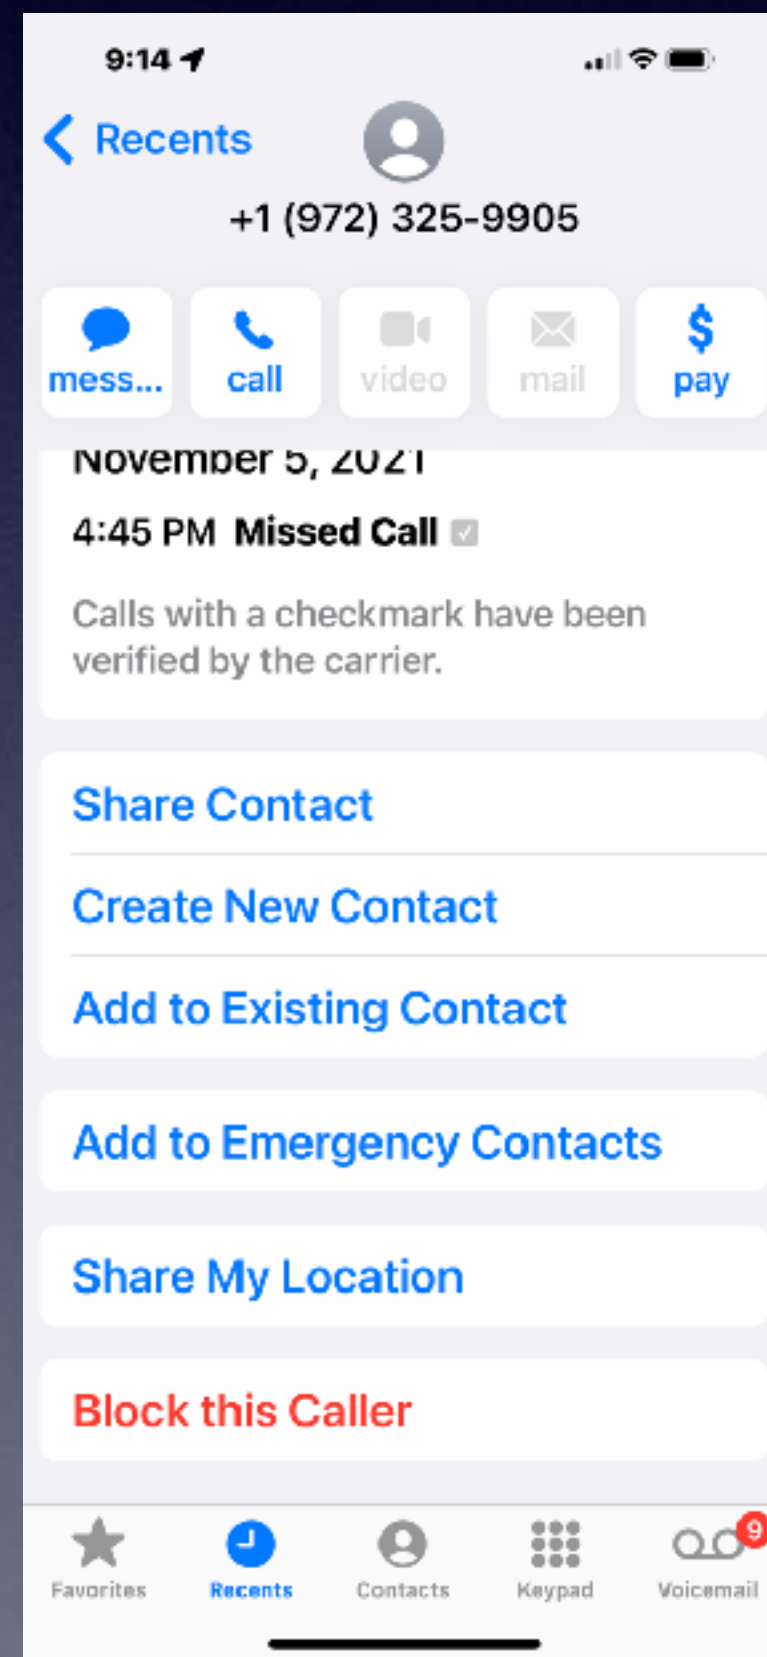 9:14
Recents
+1 (972) 325-9905
mess...
call
video
mail
$
pay
November 5, 2021
4:45 PM Missed Call
Calls with a checkmark have been
verified by the carrier.
Share Contact
Create New Contact
Add to Existing Contact
Add to Emergency Contacts
Share My Location
Block this Caller
Favorites
Recents
Contacts
Keypad
9
Voicemail